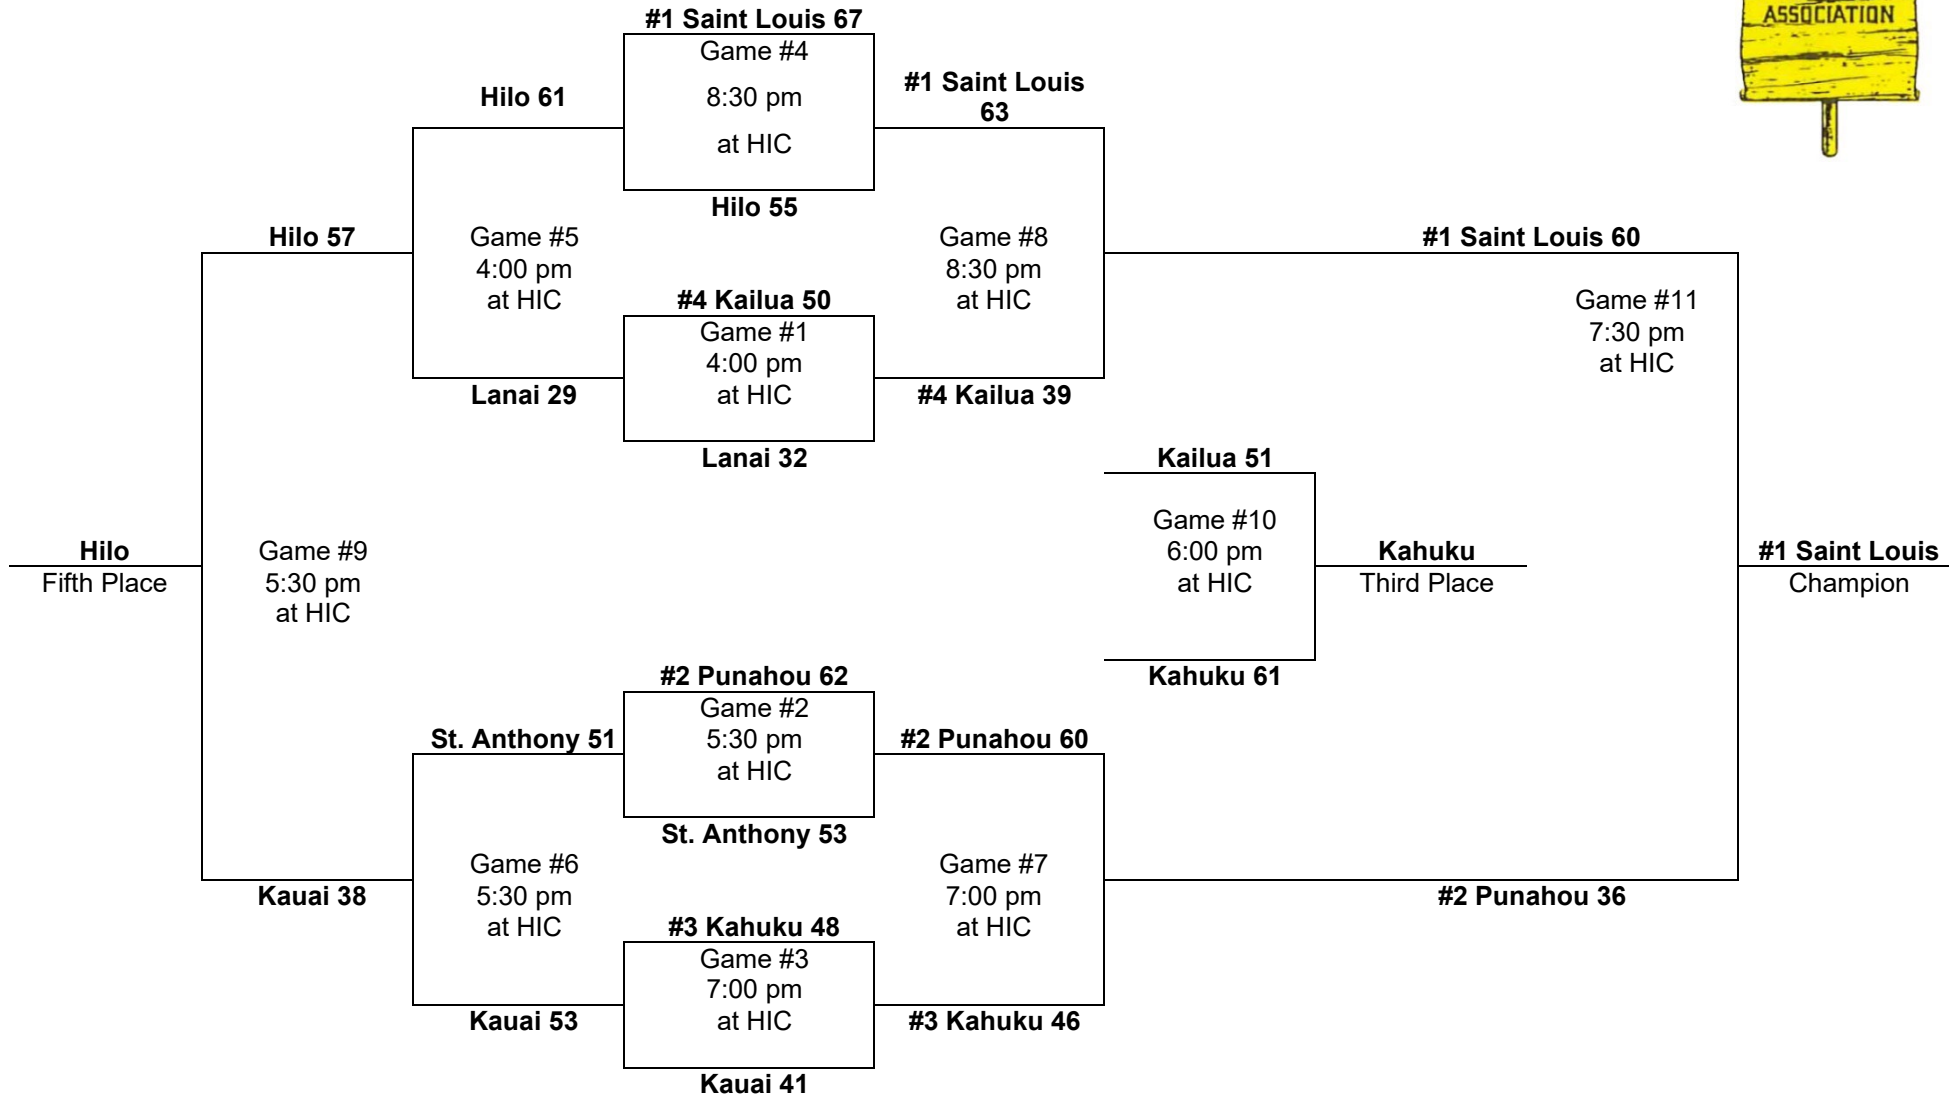 ASSOCIATION
#1 Saint Louis 67
Game #4
8:30 pm
at HIC
Hilo 55
Hilo 61
#1 Saint Louis
63
Hilo 57
Game #5
4:00 pm
at HIC
Game #8
8:30 pm
at HIC
#1 Saint Louis 60
#4 Kailua 50
Game #1
4:00 pm
at HIC
Lanai 32
Lanai 29
#4 Kailua 39
Game #11
7:30 pm
at HIC
Kailua 51
Game #10
6:00 pm
at HIC
Kahuku 61
Hilo
Fifth Place
Game #9
5:30 pm
at HIC
Kahuku
Third Place
#1 Saint Louis
Champion
#2 Punahou 62
Game #2
5:30 pm
at HIC
St. Anthony 53
St. Anthony 51
#2 Punahou 60
Game #6
5:30 pm
at HIC
Game #7
7:00 pm
at HIC
Kauai 38
#2 Punahou 36
#3 Kahuku 48
Game #3
7:00 pm
at HIC
Kauai 41
Kauai 53
#3 Kahuku 46